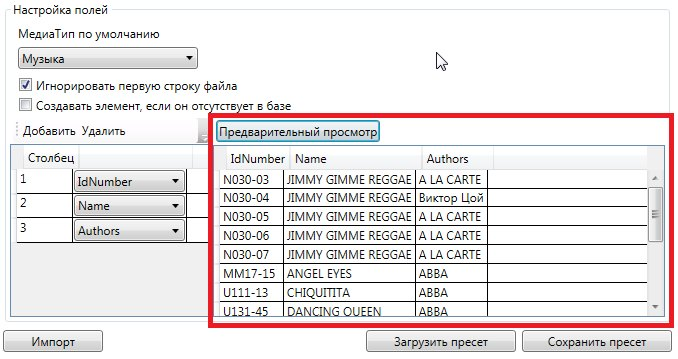 Настройка полей
МедиаТип по умолчанию
Музыка
Игнорировать первую строку файла
Создавать элемент, если он отсутствует в базе
Добавить Удалить
Столбец
1 IdNumber
2 Name
3 Authors
Предварительный просмотр
IdNumber Name Authors
N030-03 JIMMY GIMME REGGAE A LA CARTE
N030-04 JIMMY GIMME REGGAE Виктор Цой
N030-05 JIMMY GIMME REGGAE A LA CARTE
N030-06 JIMMY GIMME REGGAE A LA CARTE
N030-07 JIMMY GIMME REGGAE A LA CARTE
MM17-15 ANGEL EYES ABBA
U111-13 CHIQUITITA ABBA
U131-45 DANCING QUEEN ABBA
Импорт Загрузить пресет Сохранить пресет